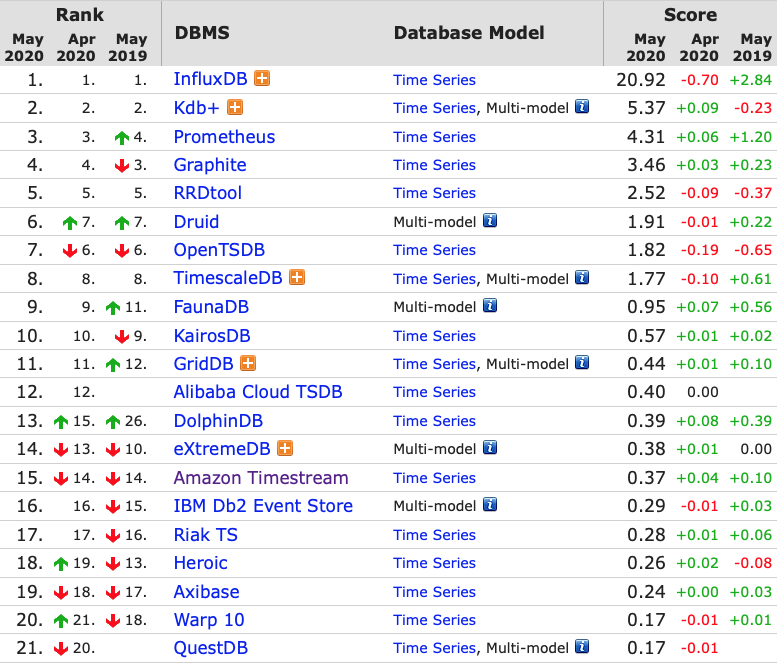 Rank Score
DBMS Database Model
May Apr May May Apr May
2020 2020 2019 2020 2020 2019
1. 1. 1. InfluxDB Time Series 20.92 -0.70 +2.84
2. 2. 2. Kdb+ Time Series, Multi-model 5.37 +0.09 -0.23
3. 3. 4. Prometheus Time Series 4.31 +0.06 +1.20
4. 4. 3. Graphite Time Series 3.46 +0.03 +0.23
5. 5. 5. RRDtool Time Series 2.52 -0.09 -0.37
6. 7. 7. Druid Multi-model 1.91 -0.01 +0.22
7. 6. 6. OpenTSDB Time Series 1.82 -0.19 -0.65
8. 8. 8. TimescaleDB Time Series, Multi-model 1.77 -0.10 +0.61
9. 9. 11. FaunaDB Multi-model 0.95 +0.07 +0.56
10. 10. 9. KairosDB Time Series 0.57 +0.01 +0.02
11. 11. 12. GridDB Time Series, Multi-model 0.44 +0.01 +0.10
12. 12. Alibaba Cloud TSDB Time Series 0.40 0.00
13. 15. 26. DolphinDB Time Series 0.39 +0.08 +0.39
14. 13. 10. eXtremeDB Multi-model 0.38 +0.01 0.00
15. 14. 14. Amazon Timestream Time Series 0.37 +0.04 +0.10
16. 16. 15. IBM Db2 Event Store Multi-model 0.29 -0.01 +0.03
17. 17. 16. Riak TS Time Series 0.28 +0.01 +0.06
18. 19. 13. Heroic Time Series 0.26 +0.02 -0.08
19. 18. 17. Axibase Time Series 0.24 +0.00 +0.03
20. 21. 18. Warp 10 Time Series 0.17 -0.01 +0.01
21. 20. QuestDB Time Series, Multi-model 0.17 -0.01